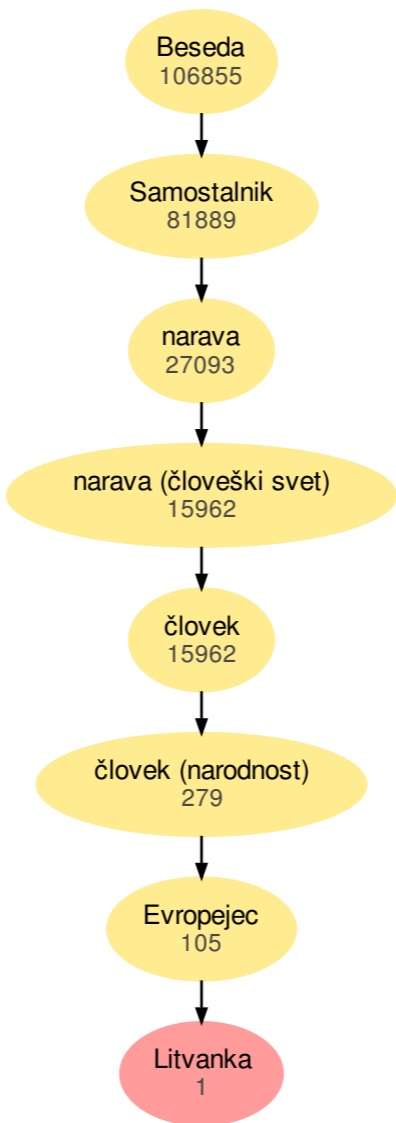 Beseda
106855
Samostalnik
81889
narava
27093
narava (človeški svet)
15962
človek
15962
človek (narodnost)
279
Evropejec
105
Litvanka
1